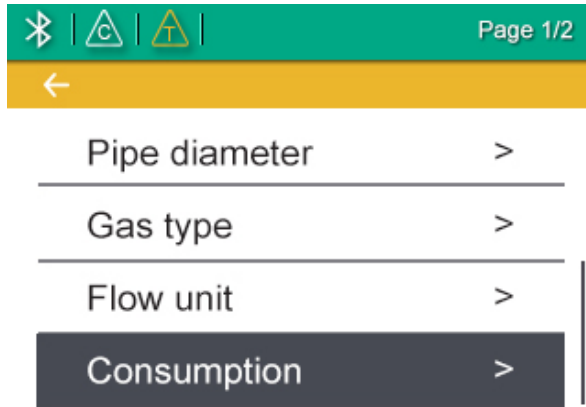 C T Page 1/2
←
Pipe diameter >
Gas type >
Flow unit >
Consumption >